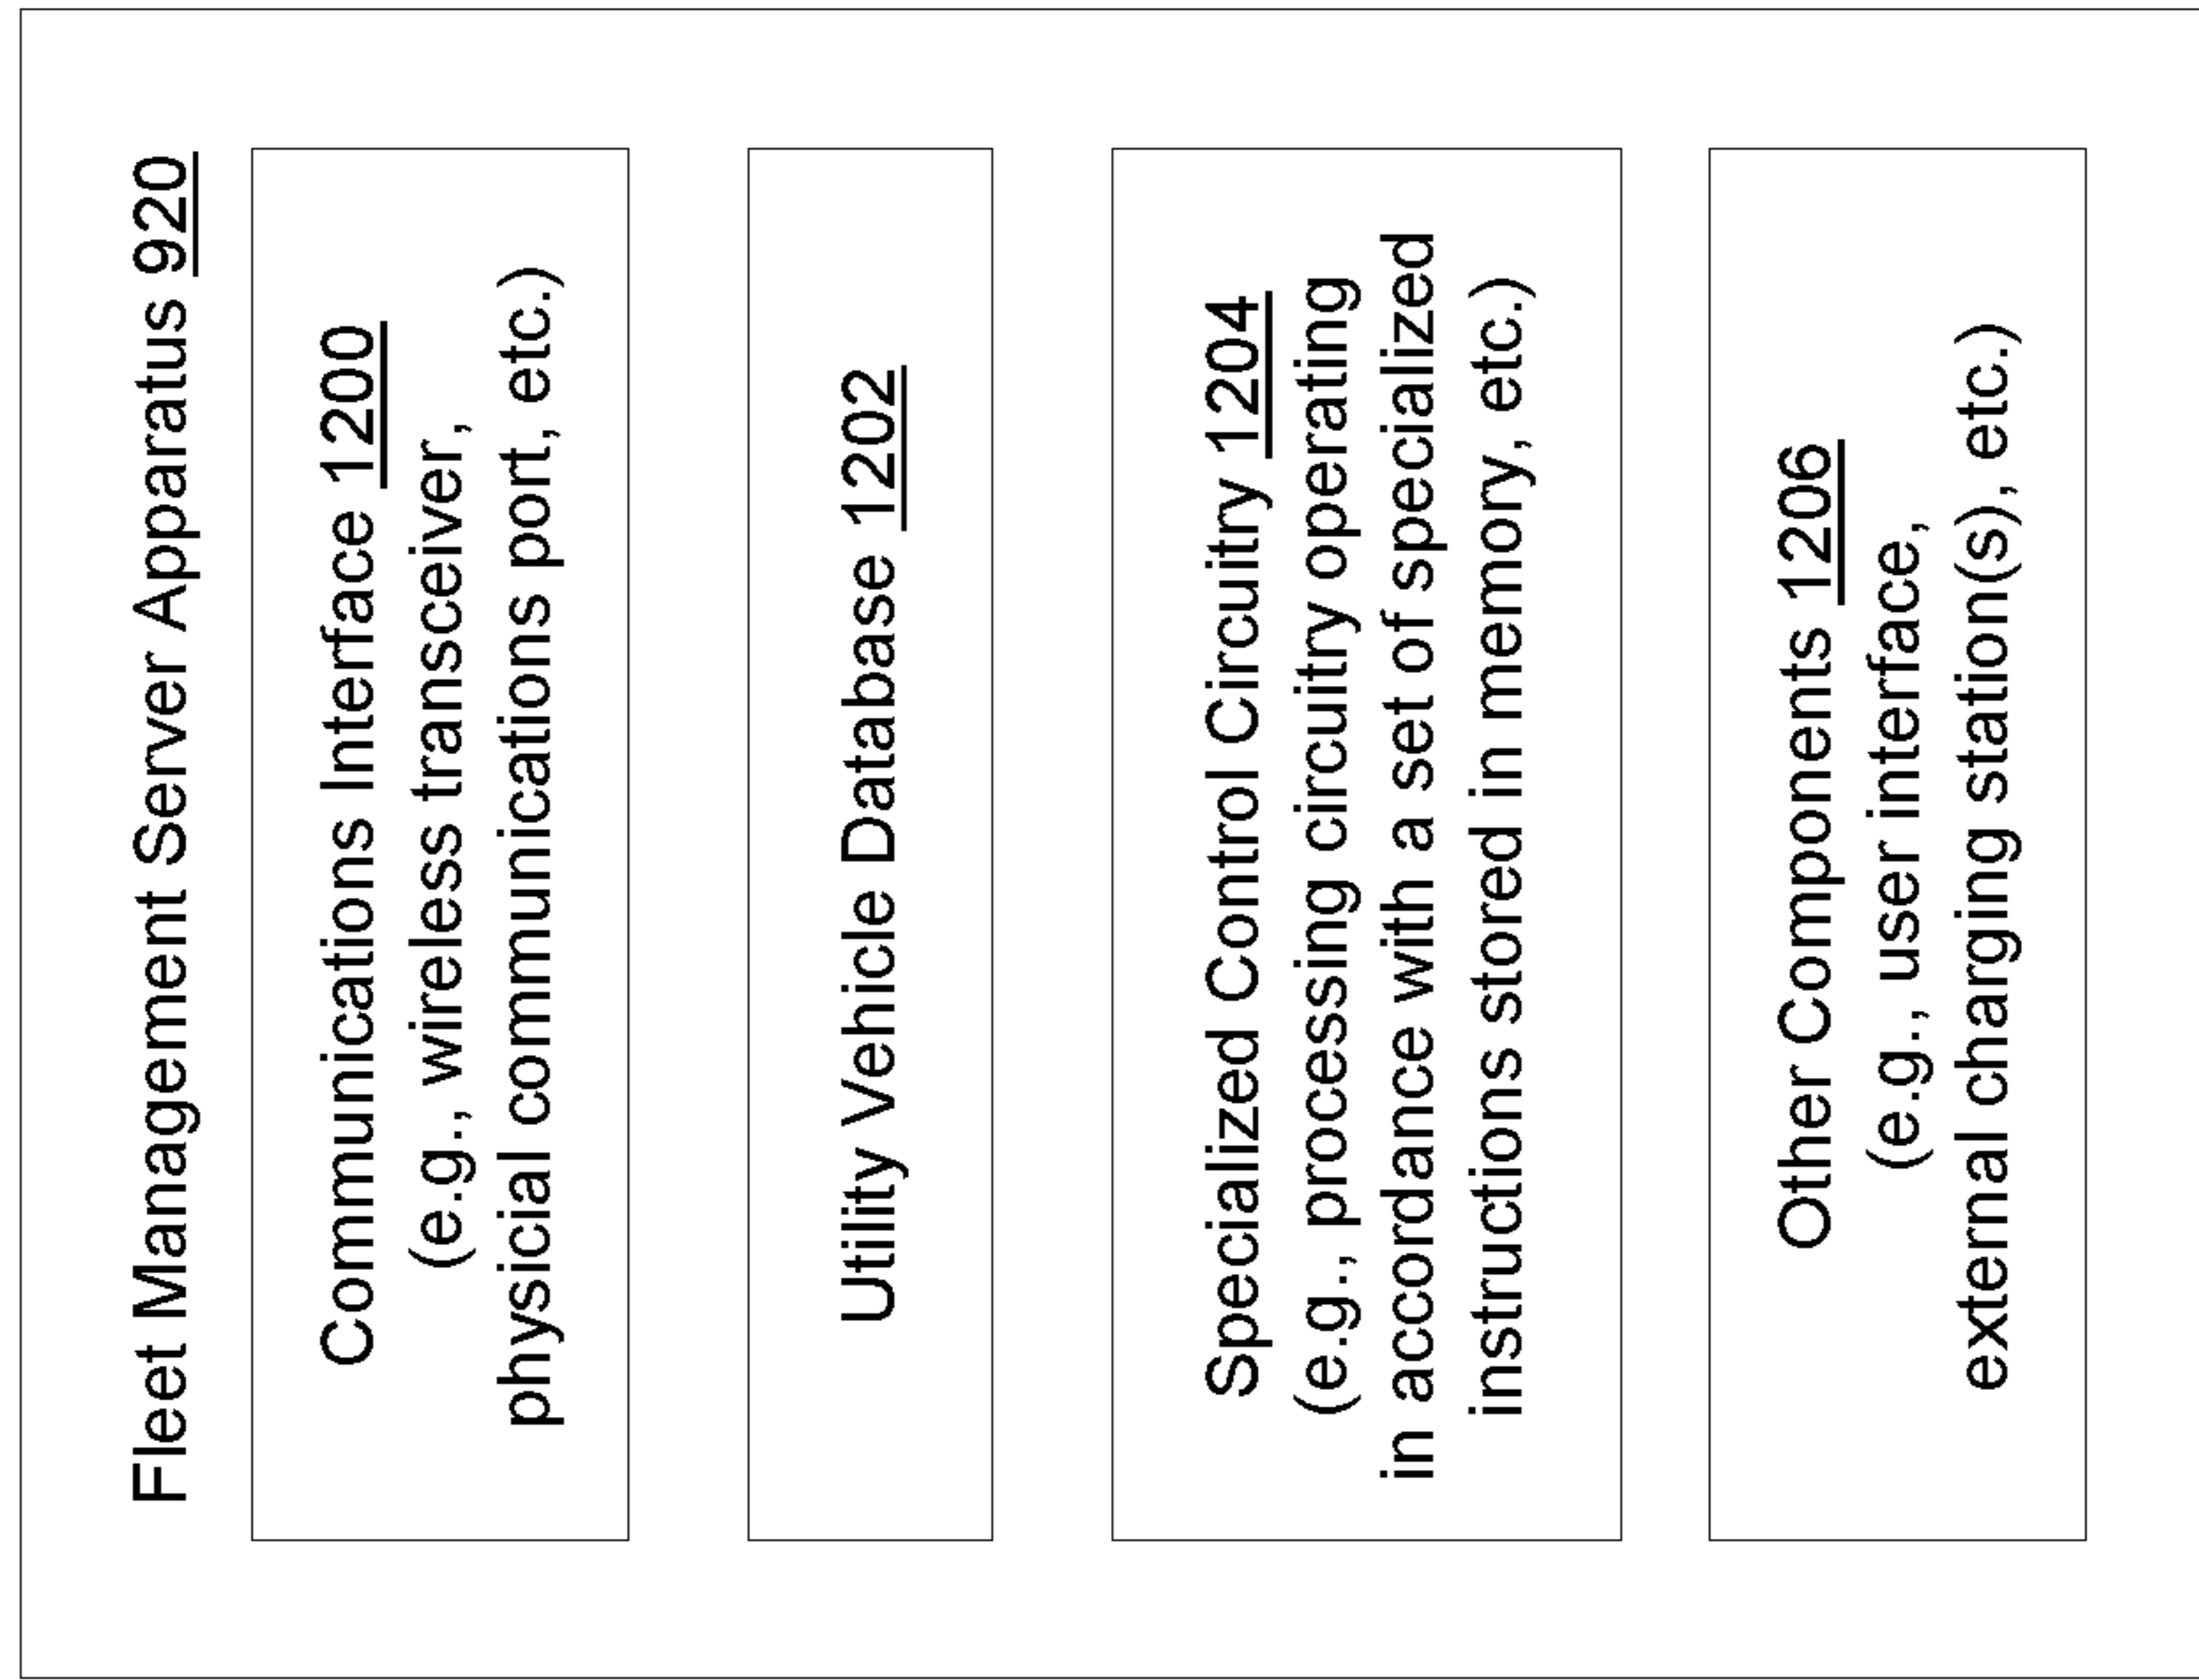 Fleet Management Server Apparatus 920
Communications Interface 1200
(e.g., wireless transceiver,
physicial communications port, etc.)
Utility Vehicle Database 1202
Specialized Control Circuitry 1204
(e.g., processing circuitry operating
in accordance with a set of specialized
instructions stored in memory, etc.)
Other Components 1206
(e.g., user interface,
external charging station(s), etc.)